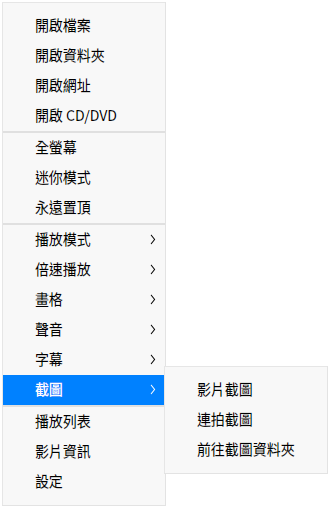 開啟檔案
開啟資料夾
開啟網址
開啟 CD/DVD
全螢幕
迷你模式
永遠置頂
播放模式
倍速播放
畫格
聲音
字幕
截圖
影片截圖
連拍截圖
前往截圖資料夾
播放列表
影片資訊
設定